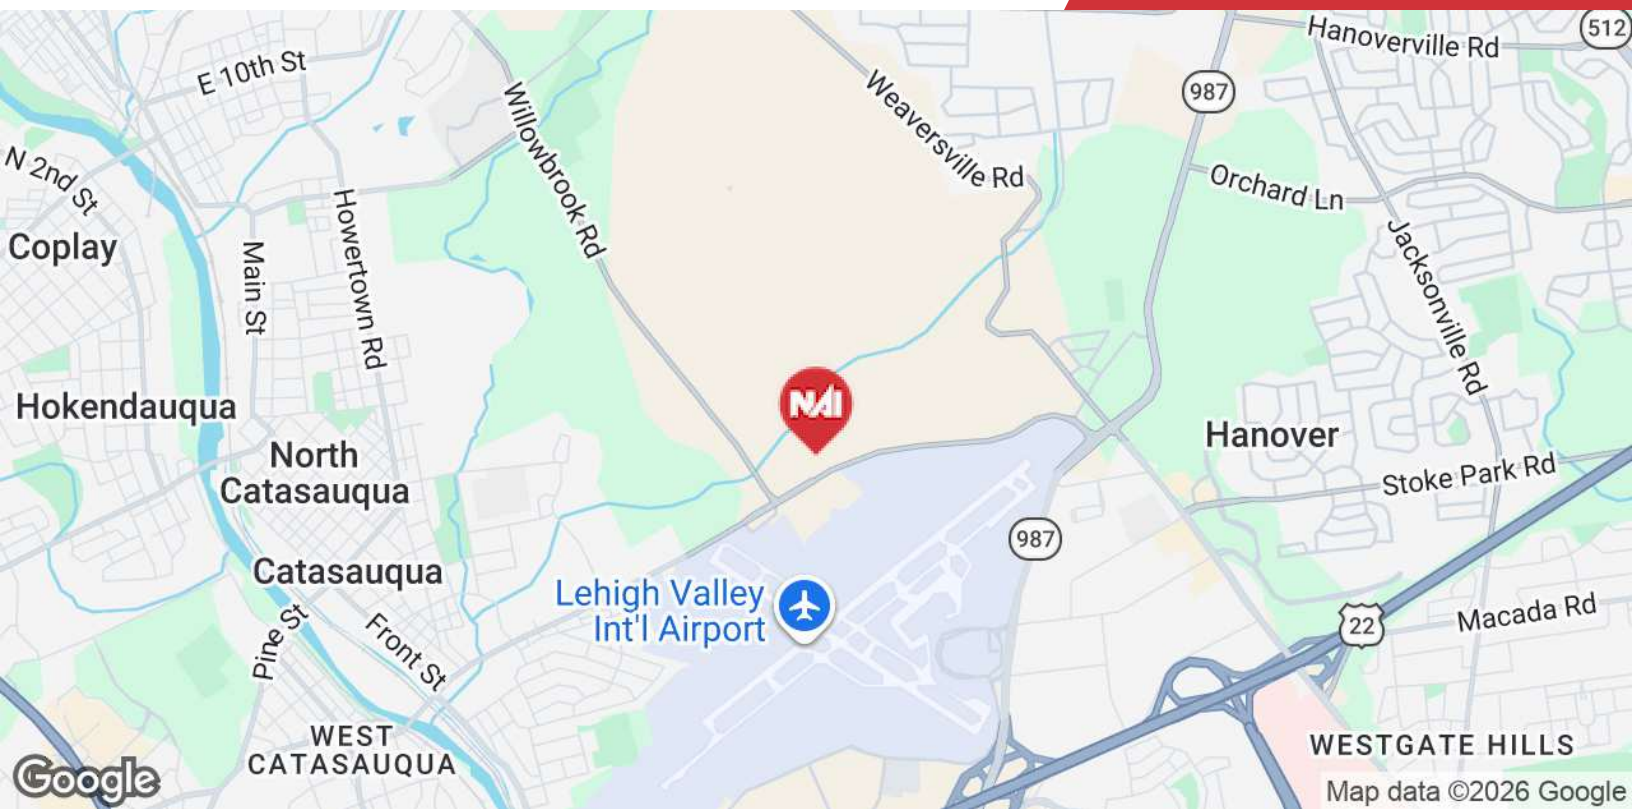 512
Hanoverville Rd
E 10th St
987
Willowbrook Rd
Weaversville Rd
N 2nd St
Orchard Ln
Howertown Rd
Coplay
Main St
Jacksonville Rd
NAI
Hokendauqua
Hanover
North
Catasauqua
Stoke Park Rd
987
Catasauqua
Lehigh Valley
Int'l Airport
22
Macada Rd
Pine St
Front St
WEST
CATASAUQUA
WESTGATE HILLS
Google
Map data ©2026 Google